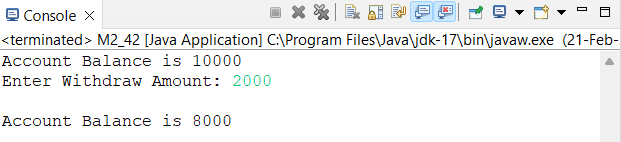 Console
<terminated> M2_42 [Java Application] C:\Program Files\Java\jdk-17\bin\javaw.exe (21-Feb-
Account Balance is 10000
Enter Withdraw Amount: 2000
Account Balance is 8000